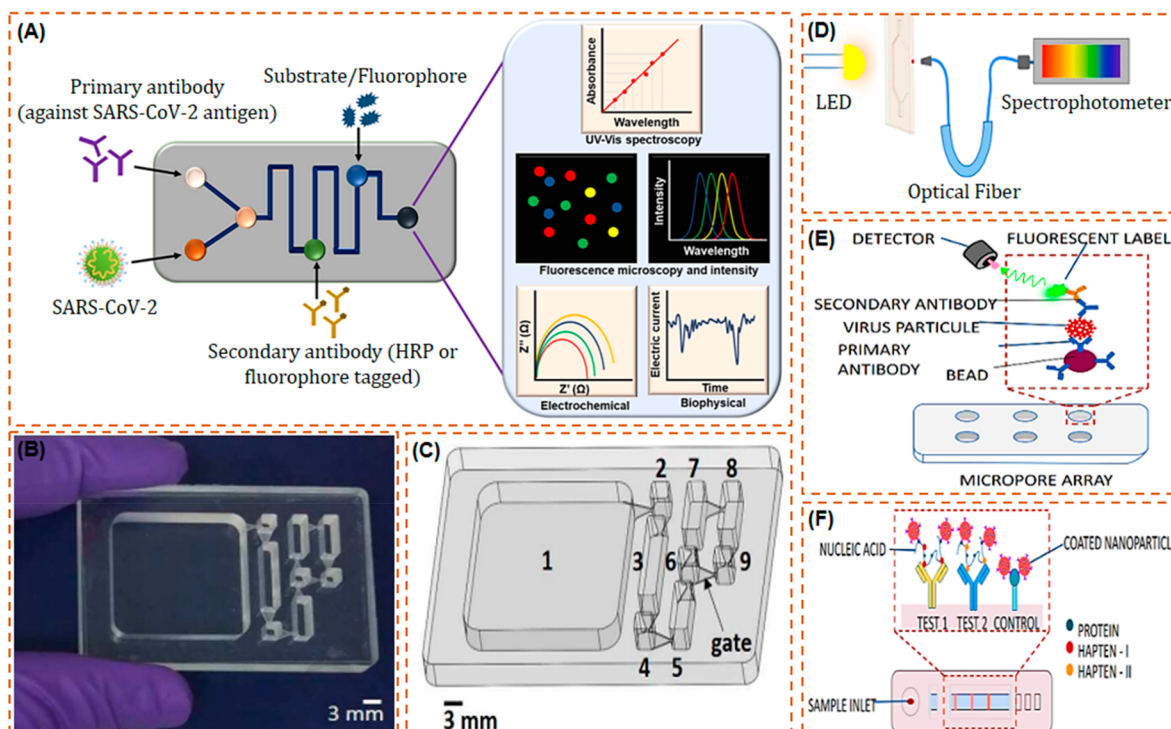 (A)
Primary antibody
(against SARS-CoV-2
antigen)
Substrate/Fluorophore
SARS-CoV-2
Secondary antibody (HRP or
fluorophore tagged)
Absorbance
Wavelength
UV-Vis spectroscopy
Intensity
Wavelength
Fluorescence microscopy and intensity
Z'' (Ω)
Z' (Ω)
Electrochemical
Electric current
Time
Biophysical
(B)
3 mm
(C)
1
2
3
4
5
6
7
8
9
gate
3 mm
(D)
LED
Spectrophotometer
Optical Fiber
(E)
DETECTOR
FLUORESCENT LABEL
SECONDARY ANTIBODY
VIRUS PARTICULE
PRIMARY
ANTIBODY
BEAD
MICROPORE ARRAY
(F)
NUCLEIC ACID
COATED NANOPARTICL
TEST 1
TEST 2
CONTROL
PROTEIN
HAPTEN - I
HAPTEN - II
SAMPLE INLET